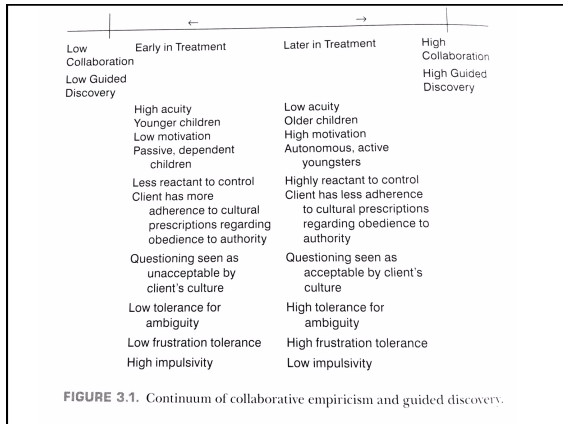 ← →
Low Early in Treatment Later in Treatment High
Collaboration Collaboration
Low Guided High Guided
Discovery Discovery
High acuity Low acuity
Younger children Older children
Low motivation High motivation
Passive, dependent Autonomous, active
children youngsters
Less reactant to control Highly reactant to control
Client has more Client has less adherence
adherence to cultural to cultural prescriptions
prescriptions regarding regarding obedience to
obedience to authority authority
Questioning seen as Questioning seen as
unacceptable by acceptable by client's
client's culture culture
Low tolerance for High tolerance for
ambiguity ambiguity
Low frustration tolerance High frustration tolerance
High impulsivity Low impulsivity
FIGURE 3.1. Continuum of collaborative empiricism and guided discovery.